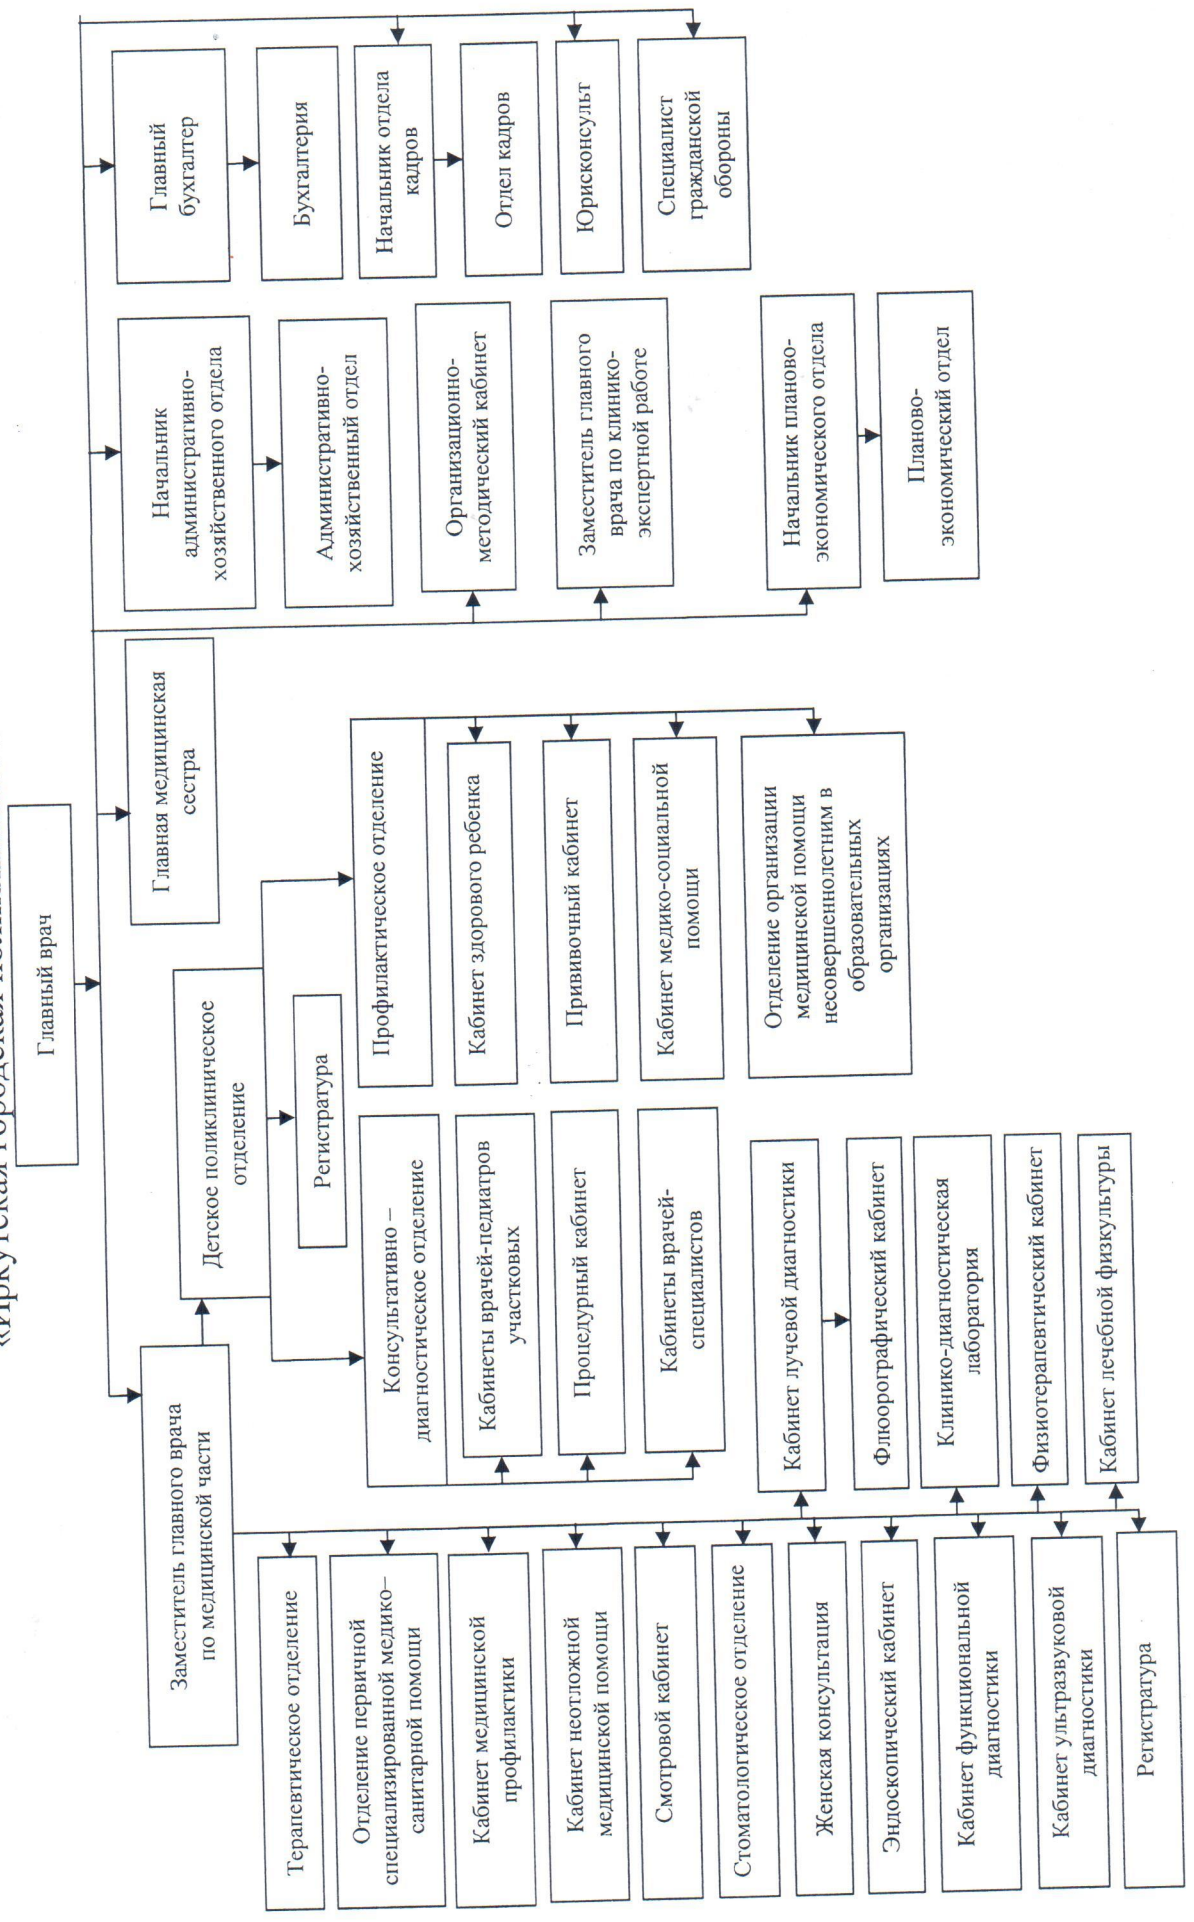 «Иркутская городская
Главный врач
Заместитель главного врача
по медицинской части
Главная медицинская
сестра
Начальник
административно-
хозяйственного отдела
Главный
бухгалтер
Детское поликлиническое
отделение
Административно-
хозяйственный отдел
Бухгалтерия
Регистратура
Начальник отдела
кадров
Консультативно –
диагностическое отделение
Профилактическое отделение
Организационно-
методический кабинет
Отдел кадров
Кабинеты врачей-педиатров
участковых
Кабинет здорового ребенка
Заместитель главного
врача по клинико-
экспертной работе
Юрисконсульт
Процедурный кабинет
Прививочный кабинет
Специалист
гражданской
обороны
Кабинеты врачей-
специалистов
Кабинет медико-социальной
помощи
Начальник планово-
экономического отдела
Отделение организации
медицинской помощи
несовершеннолетним в
образовательных
организациях
Планово-
экономический отдел
Терапевтическое отделение
Отделение первичной
специализированной медико–
санитарной помощи
Кабинет медицинской
профилактики
Кабинет неотложной
медицинской помощи
Смотровой кабинет
Стоматологическое отделение
Кабинет лучевой диагностики
Женская консультация
Флюорографический кабинет
Эндоскопический кабинет
Клинико-диагностическая
лаборатория
Кабинет функциональной
диагностики
Физиотерапевтический кабинет
Кабинет ультразвуковой
диагностики
Кабинет лечебной физкультуры
Регистратура